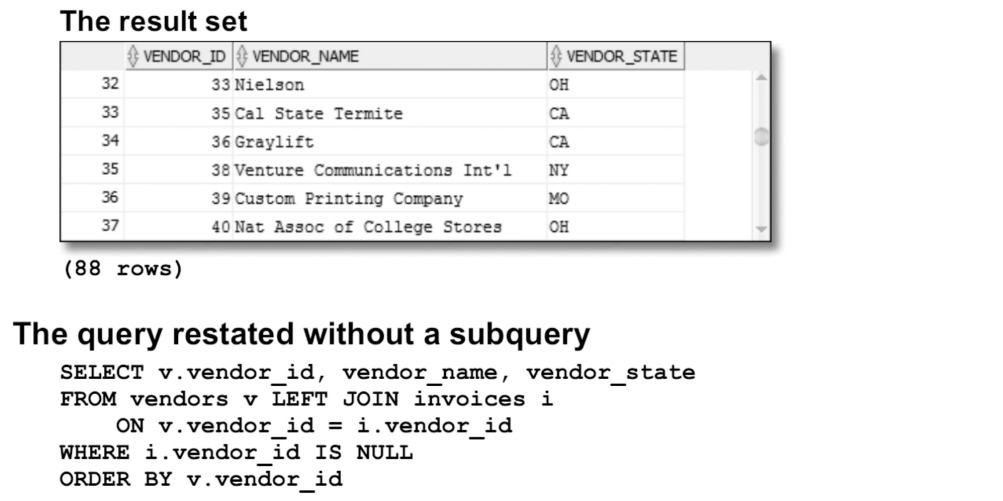 The result set
VENDOR_ID VENDOR_NAME VENDOR_STATE
32 33 Nielson OH
33 35 Cal State Termite CA
34 36 Graylift CA
35 38 Venture Communications Int'l NY
36 39 Custom Printing Company MO
37 40 Nat Assoc of College Stores OH
(88 rows)
The query restated without a subquery
SELECT v.vendor_id, vendor_name, vendor_state
FROM vendors v LEFT JOIN invoices i
ON v.vendor_id = i.vendor_id
WHERE i.vendor_id IS NULL
ORDER BY v.vendor_id